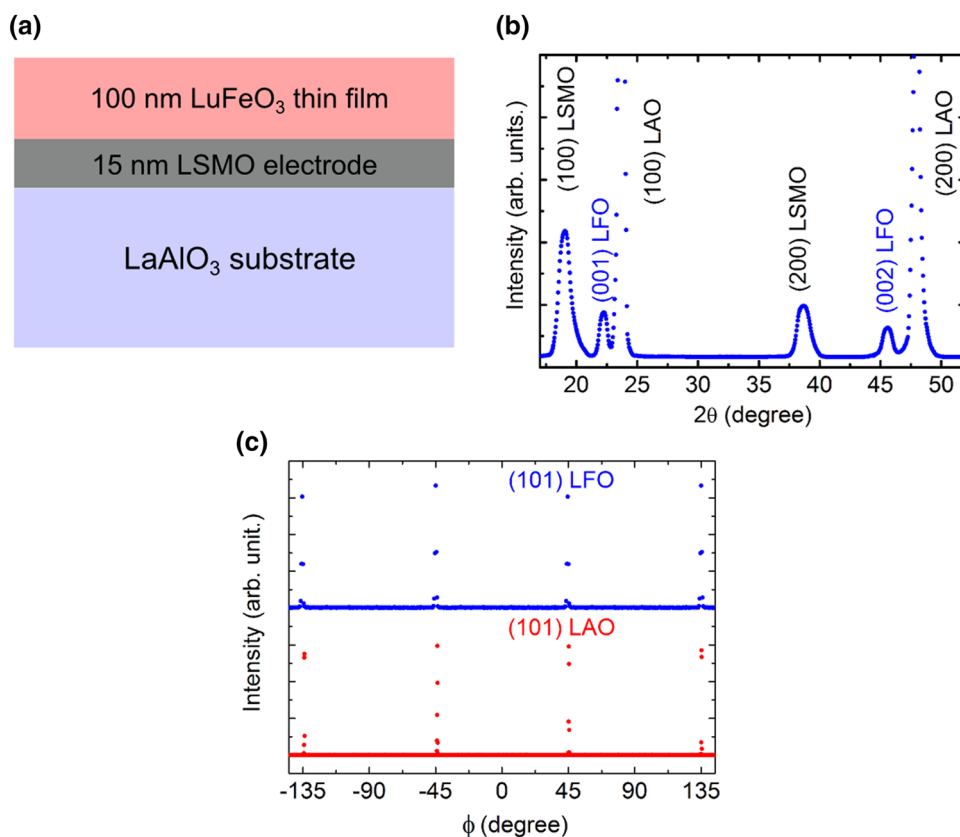 (a)
100 nm LuFeO₃ thin film
15 nm LSMO electrode
LaAlO₃ substrate
(b)
Intensity (arb. units.)
(100) LSMO
(001) LFO
(100) LAO
(200) LSMO
(002) LFO
(200) LAO
20 25 30 35 40 45 50
2θ (degree)
(c)
Intensity (arb. unit.)
(101) LFO
(101) LAO
-135 -90 -45 0 45 90 135
ϕ (degree)